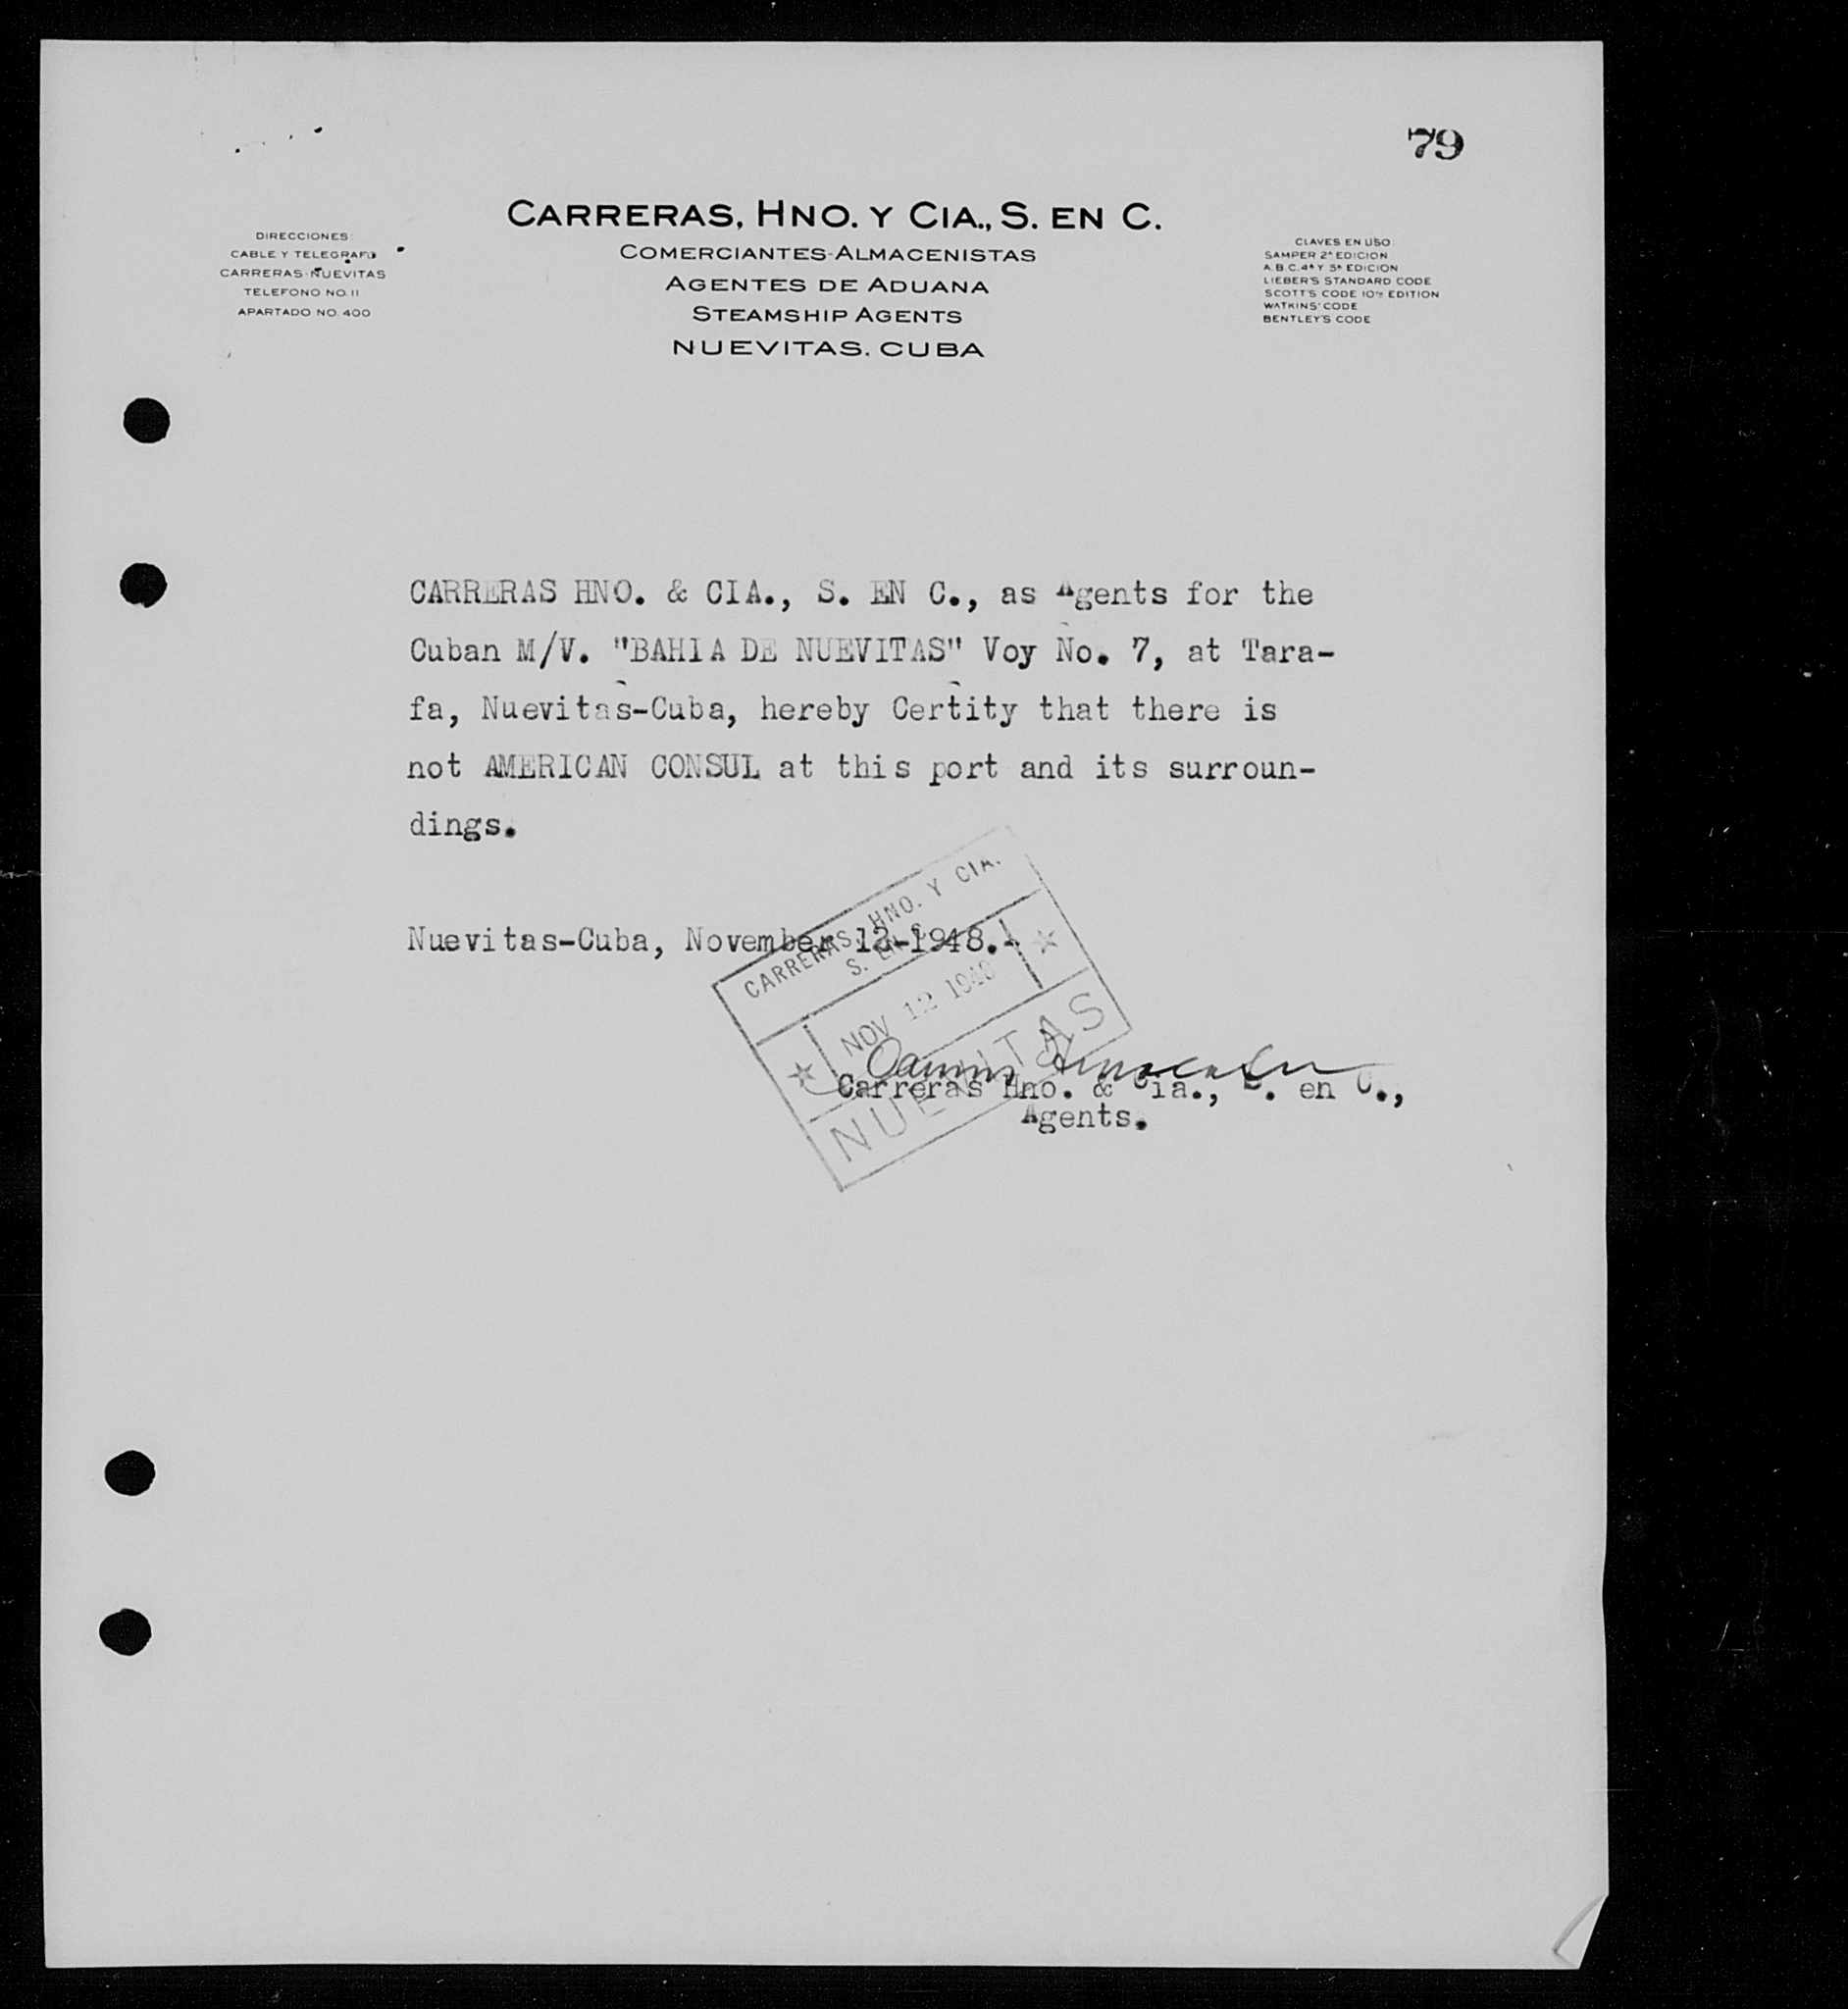 79
CARRERAS, HNO. Y CIA., S. EN C.
COMERCIANTES-ALMACENISTAS
AGENTES DE ADUANA
STEAMSHIP AGENTS
NUEVITAS, CUBA
DIRECCIONES:
CABLE Y TELEGRAFO
CARRERAS-NUEVITAS
TELEFONO NO. 11
APARTADO NO. 400
CLAVES EN USO:
SAMPER 2ª EDICION
A.B.C. 4ª Y 5ª EDICION
LIEBER'S STANDARD CODE
SCOTT'S CODE 10TH EDITION
WATKINS' CODE
BENTLEY'S CODE
CARRERAS HNO. & CIA., S. EN C., as Agents for the
Cuban M/V. "BAHIA DE NUEVITAS" Voy No. 7, at Tara-
fa, Nuevitas-Cuba, hereby Certity that there is
not AMERICAN CONSUL at this port and its surroun-
dings.
Nuevitas-Cuba, November 12-1948.-
CARRERAS, HNO. Y CIA.
S. EN C.
NOV 12 1948
NUEVITAS
Carreras Hno. & Cia., S. en C.,
Agents.